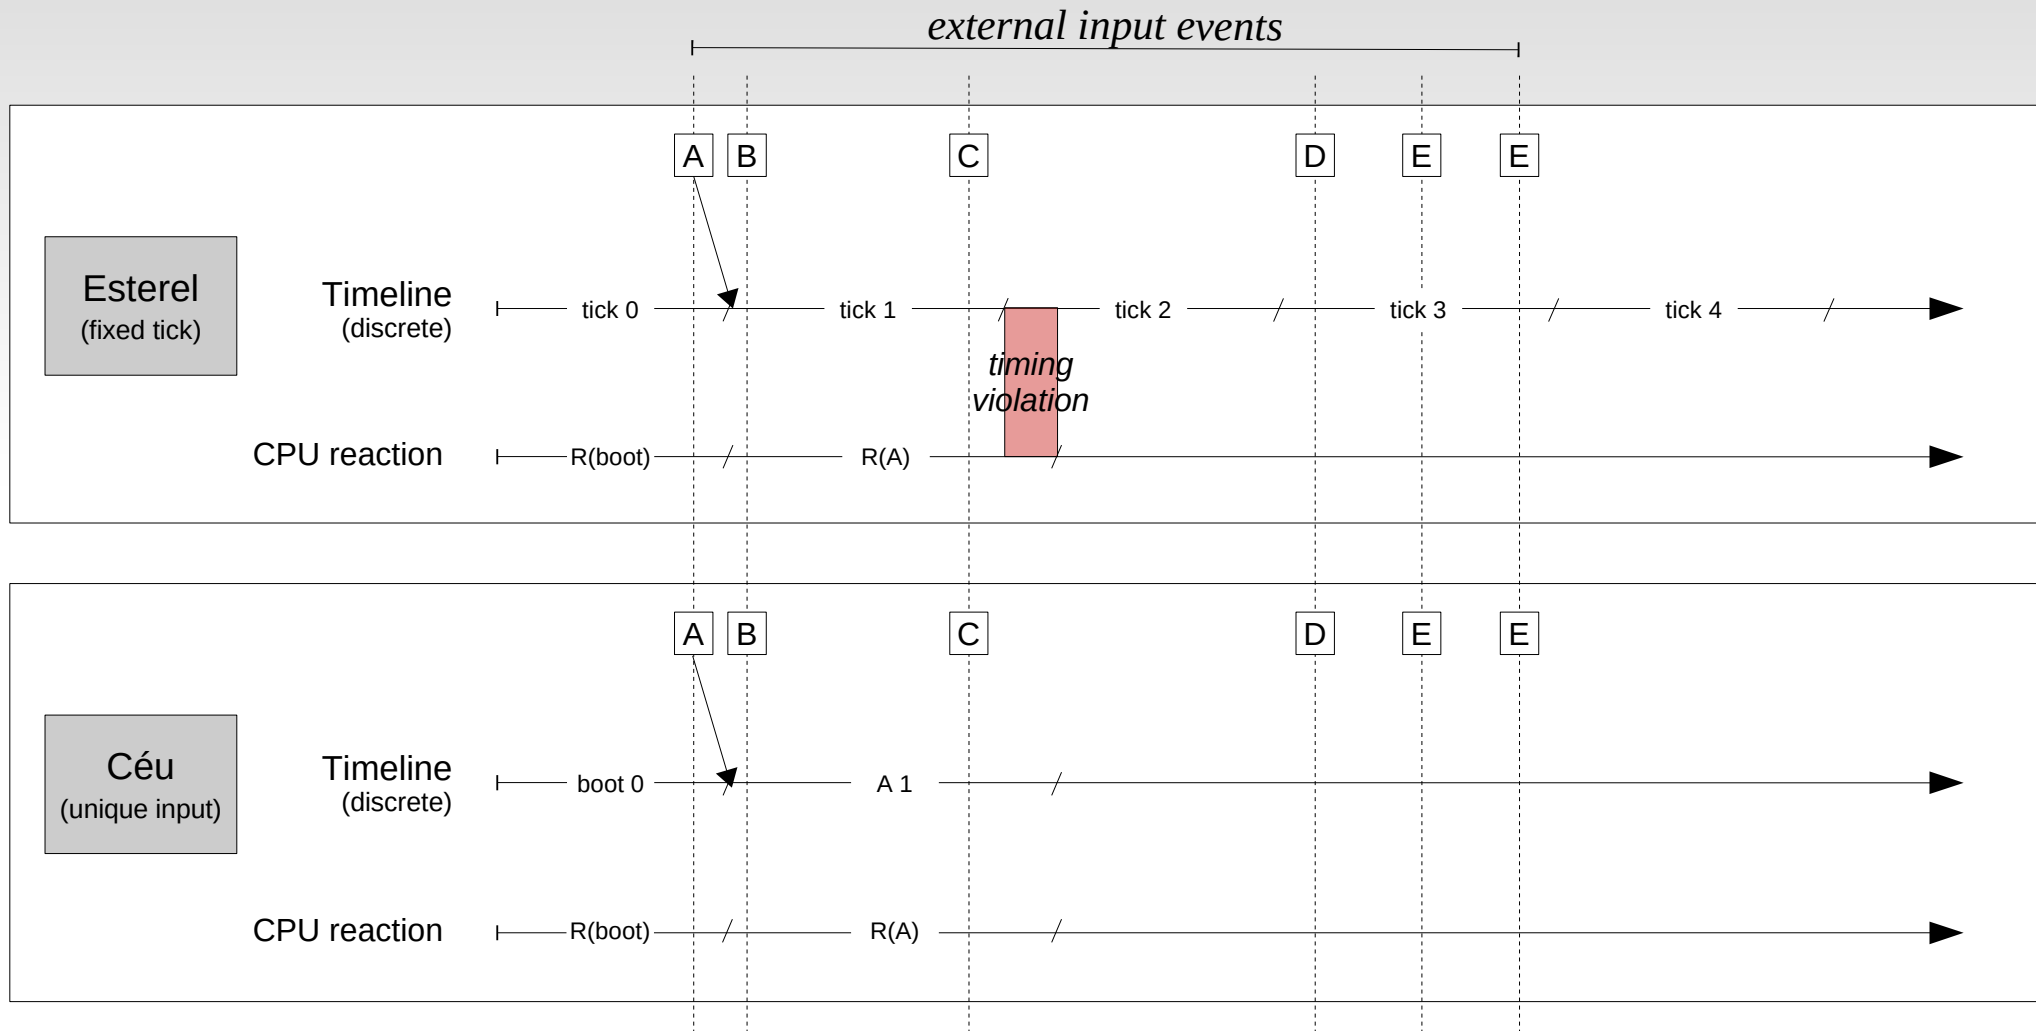 external input events
A B C D E E
Esterel
(fixed tick)
Timeline
(discrete)
tick 0 tick 1 tick 2 tick 3 tick 4
timing
violation
CPU reaction
R(boot) R(A)
A B C D E E
Céu
(unique input)
Timeline
(discrete)
boot 0 A 1
CPU reaction
R(boot) R(A)